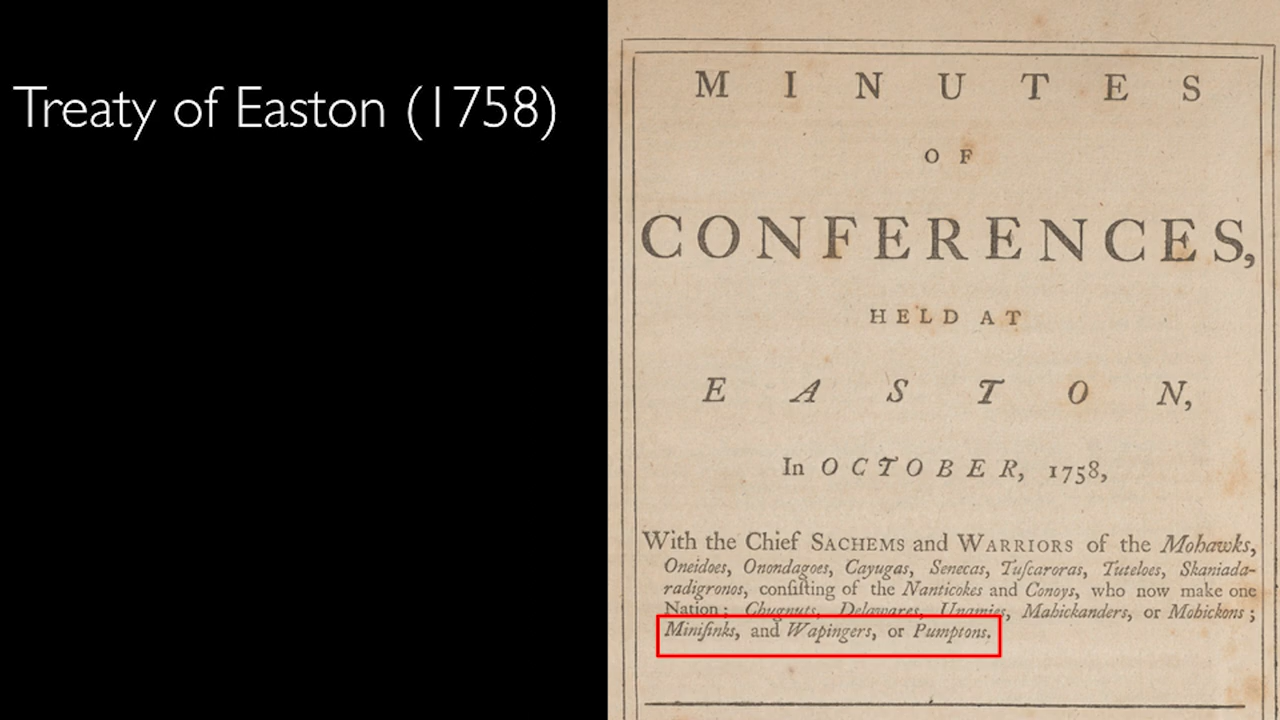 Treaty of Easton (1758)
MINUTES
OF
CONFERENCES,
HELD AT
EASTON,
In OCTOBER, 1758,
With the Chief SACHEMS and WARRIORS of the Mohawks,
Oneidoes, Onondagoes, Cayugas, Senecas, Tuſcaroras, Tuteloes, Skaniada-
radigronos, conſiſting of the Nanticokes and Conoys, who now make one
Nation; Chugnuts, Delawares, Unamies, Mahickanders, or Mohickons;
Miniſinks, and Wapingers, or Pumptons.